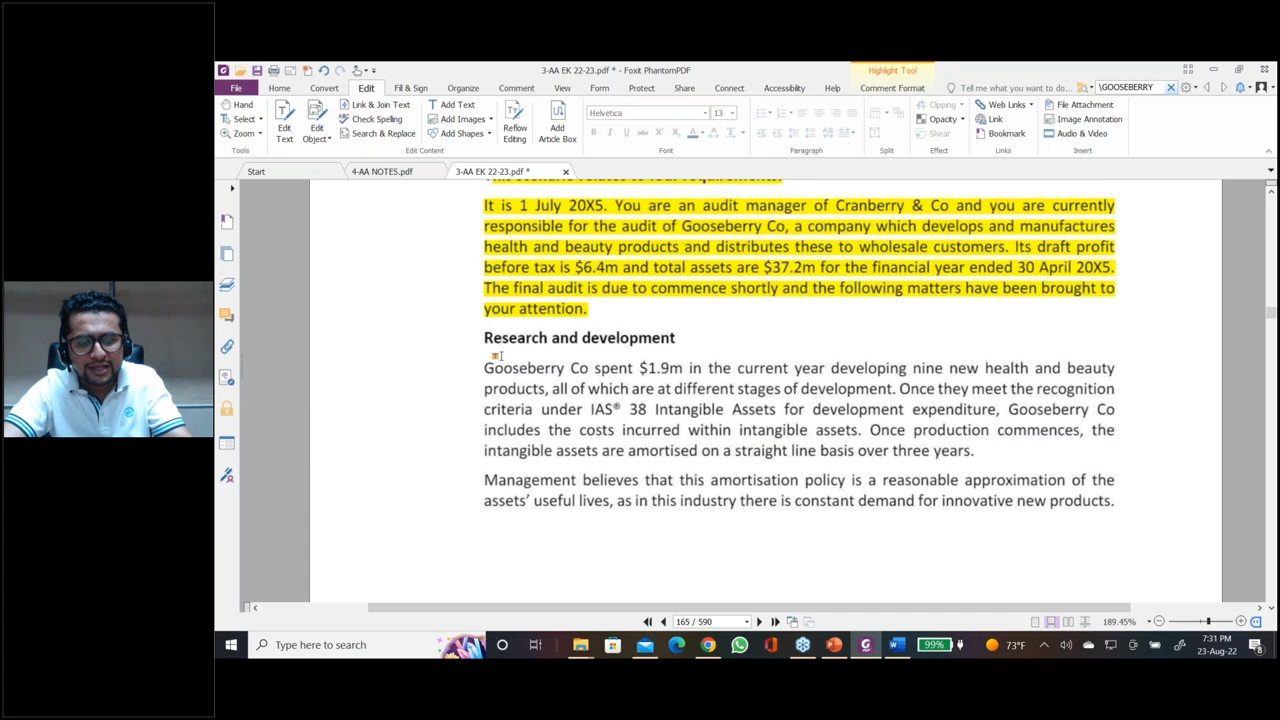 3-AA EK 22-23.pdf * - Foxit PhantomPDF
Highlight Tool
File Home Convert Edit Fill & Sign Organize Comment View Form Protect Share Connect Accessibility Help Comment Format Tell me what you want to do... \GOOSEBERRY
Hand
Select
Zoom
Tools
Edit Text
Edit Object
Link & Join Text
Check Spelling
Search & Replace
Edit Content
Add Text
Add Images
Add Shapes
Reflow Editing
Add Article Box
Helvetica 13
Font
Paragraph
Split
Clipping
Opacity
Shear
Effect
Web Links
Link
Bookmark
Links
File Attachment
Image Annotation
Audio & Video
Insert
Start 4-AA NOTES.pdf 3-AA EK 22-23.pdf *
This scenario relates to four requirements.
It is 1 July 20X5. You are an audit manager of Cranberry & Co and you are currently
responsible for the audit of Gooseberry Co, a company which develops and manufactures
health and beauty products and distributes these to wholesale customers. Its draft profit
before tax is $6.4m and total assets are $37.2m for the financial year ended 30 April 20X5.
The final audit is due to commence shortly and the following matters have been brought to
your attention.
Research and development
Gooseberry Co spent $1.9m in the current year developing nine new health and beauty
products, all of which are at different stages of development. Once they meet the recognition
criteria under IAS® 38 Intangible Assets for development expenditure, Gooseberry Co
includes the costs incurred within intangible assets. Once production commences, the
intangible assets are amortised on a straight line basis over three years.
Management believes that this amortisation policy is a reasonable approximation of the
assets' useful lives, as in this industry there is constant demand for innovative new products.
165 / 590
189.45%
Type here to search
99%
73°F
7:31 PM
23-Aug-22